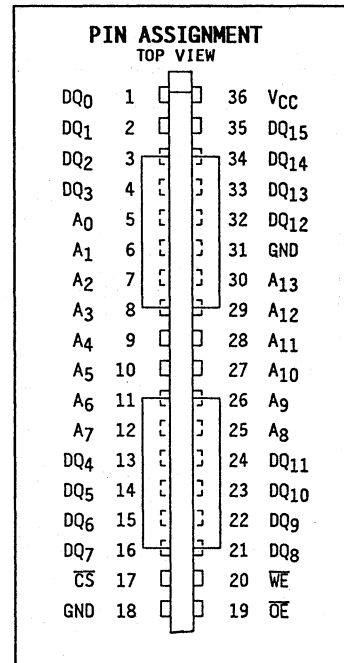 PIN ASSIGNMENT
TOP VIEW
DQ0 1 36 VCC
DQ1 2 35 DQ15
DQ2 3 34 DQ14
DQ3 4 33 DQ13
A0 5 32 DQ12
A1 6 31 GND
A2 7 30 A13
A3 8 29 A12
A4 9 28 A11
A5 10 27 A10
A6 11 26 A9
A7 12 25 A8
DQ4 13 24 DQ11
DQ5 14 23 DQ10
DQ6 15 22 DQ9
DQ7 16 21 DQ8
C̅S̅ 17 20 W̅E̅
GND 18 19 O̅E̅